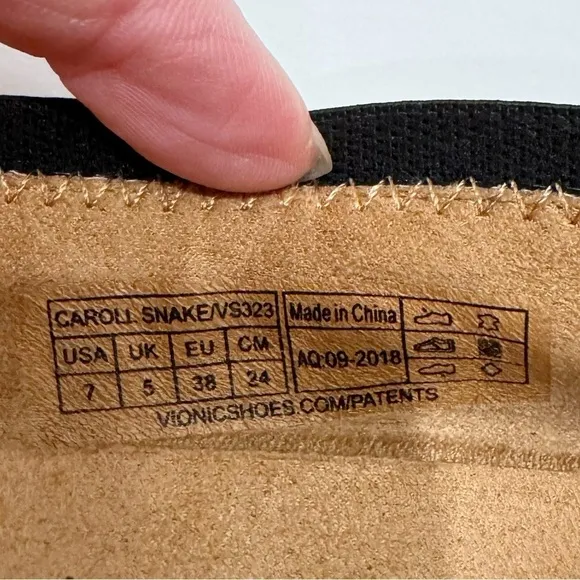 CAROLL SNAKE/VS323
USA UK EU CM
7 5 38 24
Made in China
AQ.09-2018
VIONICSHOES.COM/PATENTS